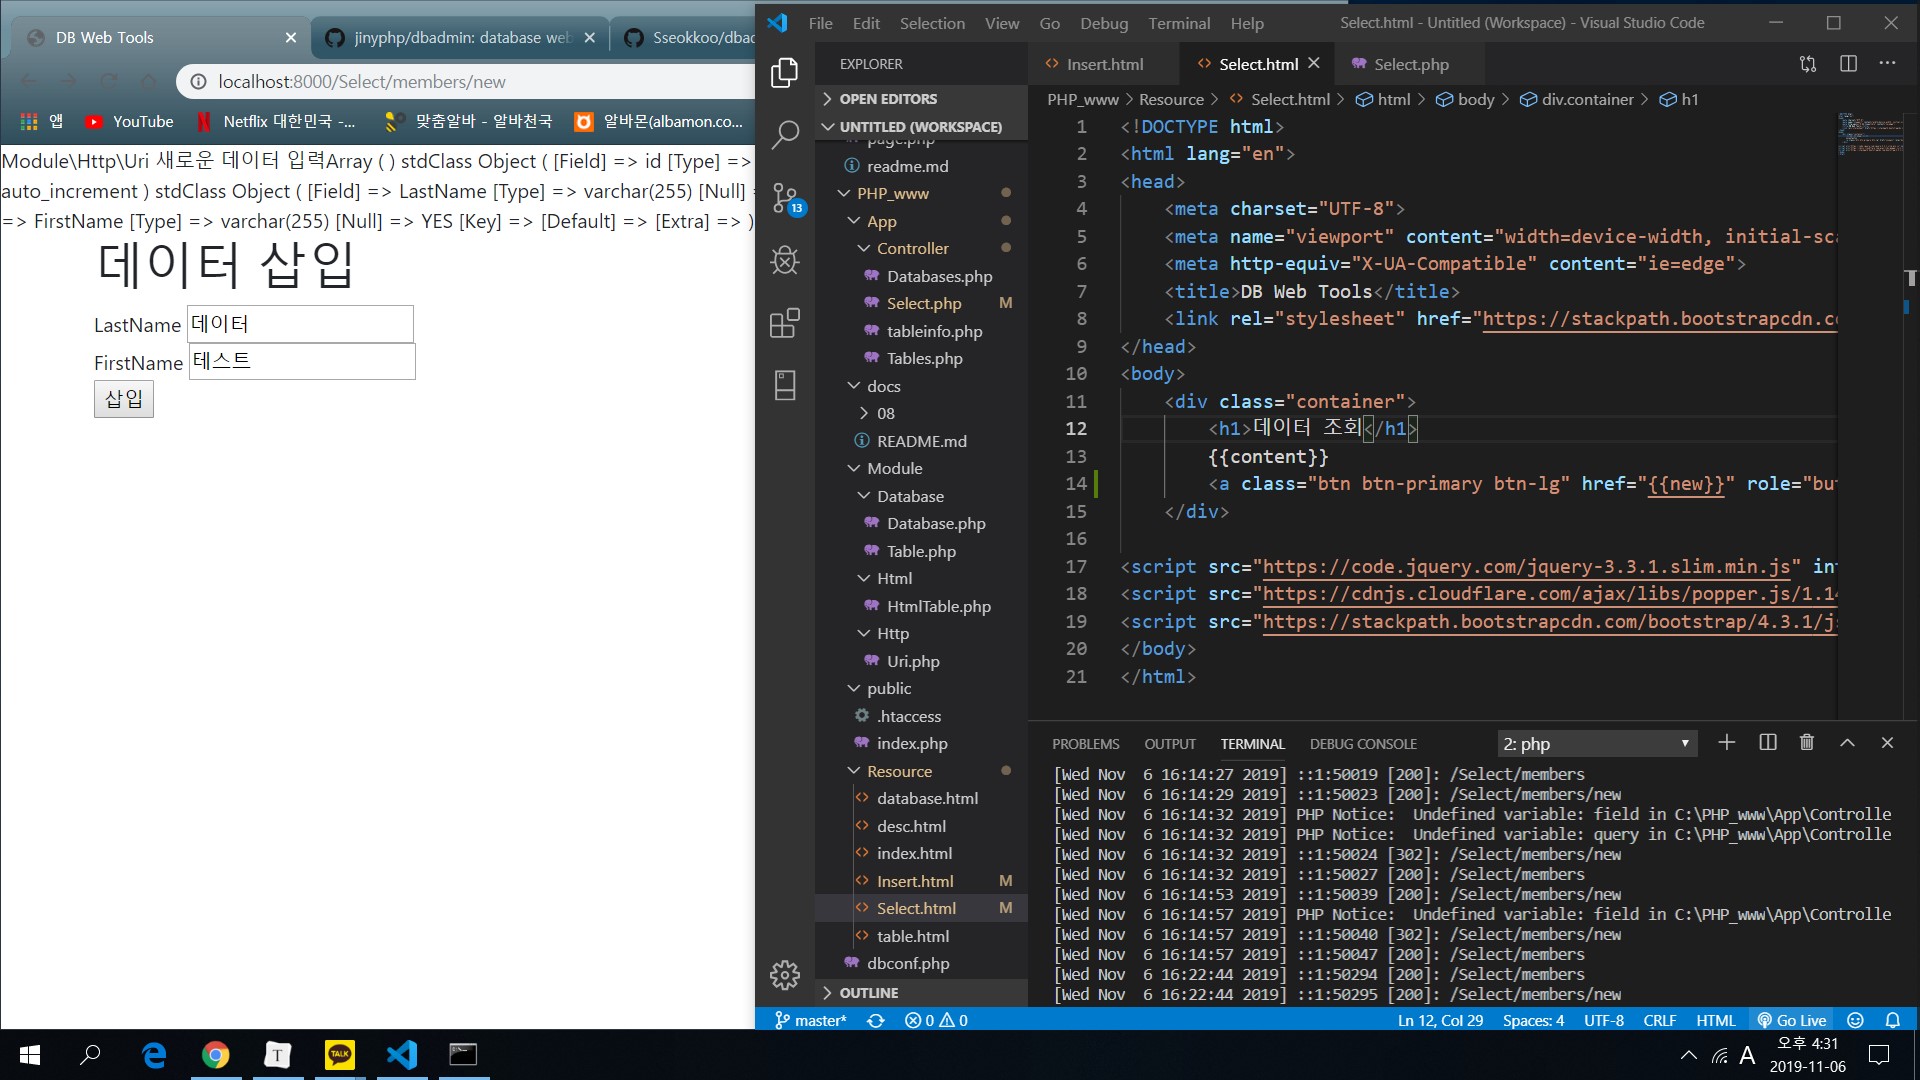 DB Web Tools
jinyphp/dbadmin: database web
Sseokkoo/dbad
localhost:8000/Select/members/new
앱
YouTube
Netflix 대한민국 -...
맞춤알바 - 알바천국
알바몬(albamon.co...
Module\Http\Uri 새로운 데이터 입력Array ( ) stdClass Object ( [Field] => id [Type] =>
auto_increment ) stdClass Object ( [Field] => LastName [Type] => varchar(255) [Null] =
=> FirstName [Type] => varchar(255) [Null] => YES [Key] => [Default] => [Extra] => )
데이터 삽입
LastName 데이터
FirstName 테스트
삽입
File Edit Selection View Go Debug Terminal Help
Select.html - Untitled (Workspace) - Visual Studio Code
13
EXPLORER
OPEN EDITORS
UNTITLED (WORKSPACE)
page.php
readme.md
PHP_www
App
Controller
Databases.php
Select.php M
tableinfo.php
Tables.php
docs
08
README.md
Module
Database
Database.php
Table.php
Html
HtmlTable.php
Http
Uri.php
public
.htaccess
index.php
Resource
database.html
desc.html
index.html
Insert.html M
Select.html M
table.html
dbconf.php
OUTLINE
Insert.html
Select.html
Select.php
PHP_www > Resource > Select.html > html > body > div.container > h1
1 <!DOCTYPE html>
2 <html lang="en">
3 <head>
4 <meta charset="UTF-8">
5 <meta name="viewport" content="width=device-width, initial-sca
6 <meta http-equiv="X-UA-Compatible" content="ie=edge">
7 <title>DB Web Tools</title>
8 <link rel="stylesheet" href="https://stackpath.bootstrapcdn.co
9 </head>
10 <body>
11 <div class="container">
12 <h1>데이터 조회</h1>
13 {{content}}
14 <a class="btn btn-primary btn-lg" href="{{new}}" role="but
15 </div>
16
17 <script src="https://code.jquery.com/jquery-3.3.1.slim.min.js" int
18 <script src="https://cdnjs.cloudflare.com/ajax/libs/popper.js/1.14
19 <script src="https://stackpath.bootstrapcdn.com/bootstrap/4.3.1/js
20 </body>
21 </html>
PROBLEMS OUTPUT TERMINAL DEBUG CONSOLE 2: php
[Wed Nov  6 16:14:27 2019] ::1:50019 [200]: /Select/members
[Wed Nov  6 16:14:29 2019] ::1:50023 [200]: /Select/members/new
[Wed Nov  6 16:14:32 2019] PHP Notice:  Undefined variable: field in C:\PHP_www\App\Controlle
[Wed Nov  6 16:14:32 2019] PHP Notice:  Undefined variable: query in C:\PHP_www\App\Controlle
[Wed Nov  6 16:14:32 2019] ::1:50024 [302]: /Select/members/new
[Wed Nov  6 16:14:32 2019] ::1:50027 [200]: /Select/members
[Wed Nov  6 16:14:53 2019] ::1:50039 [200]: /Select/members/new
[Wed Nov  6 16:14:57 2019] PHP Notice:  Undefined variable: field in C:\PHP_www\App\Controlle
[Wed Nov  6 16:14:57 2019] ::1:50040 [302]: /Select/members/new
[Wed Nov  6 16:14:57 2019] ::1:50047 [200]: /Select/members
[Wed Nov  6 16:22:44 2019] ::1:50294 [200]: /Select/members
[Wed Nov  6 16:22:44 2019] ::1:50295 [200]: /Select/members/new
master* 0 0
Ln 12, Col 29 Spaces: 4 UTF-8 CRLF HTML Go Live
T
TALK
A
오후 4:31
2019-11-06